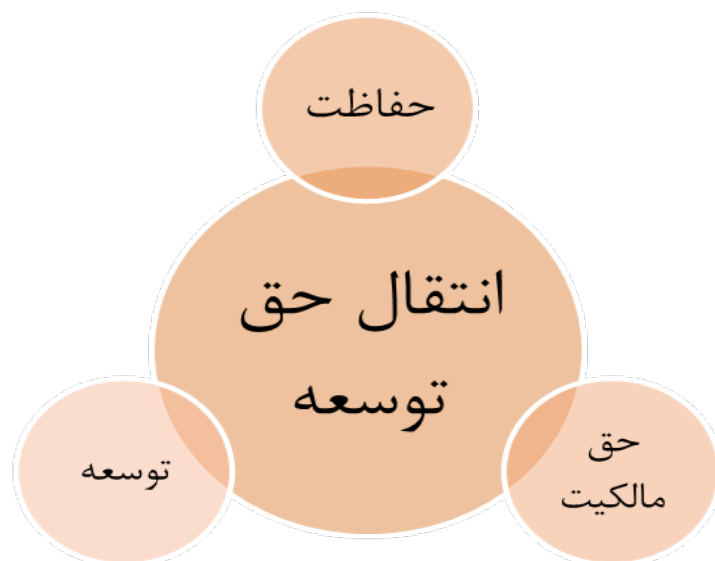 حفاظت
انتقال حق
توسعه
حق
مالکیت
توسعه